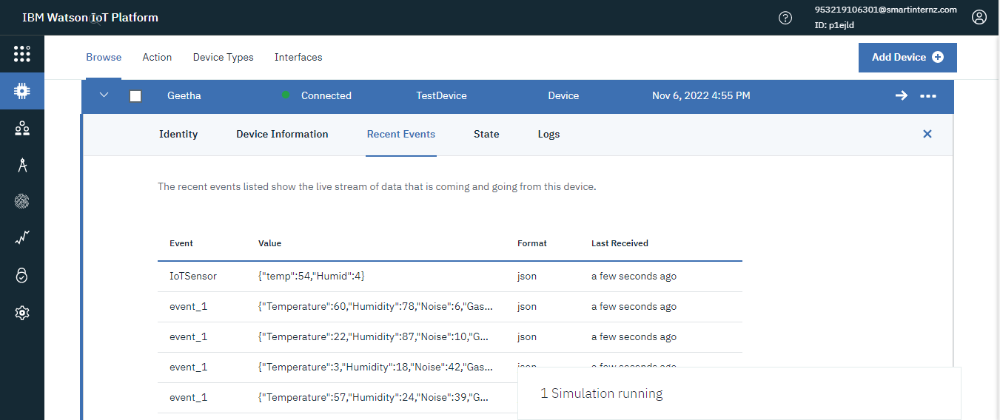 IBM Watson IoT Platform
953219106301@smartinternz.com
ID: p1ejld
Browse Action Device Types Interfaces
Add Device
Geetha Connected TestDevice Device Nov 6, 2022 4:55 PM
Identity Device Information Recent Events State Logs
The recent events listed show the live stream of data that is coming and going from this device.
Event Value Format Last Received
IoTSensor {"temp":54,"Humid":4} json a few seconds ago
event_1 {"Temperature":60,"Humidity":78,"Noise":6,"Gas... json a few seconds ago
event_1 {"Temperature":22,"Humidity":87,"Noise":10,"G... json a few seconds ago
event_1 {"Temperature":3,"Humidity":18,"Noise":42,"Gas... json a few seconds ago
event_1 {"Temperature":57,"Humidity":24,"Noise":39,"G...
1 Simulation running